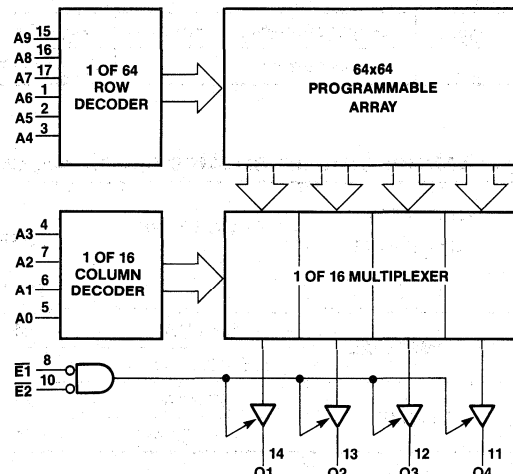 A9 15
A8 16
A7 17
A6 1
A5 2
A4 3
1 OF 64
ROW
DECODER
64x64
PROGRAMMABLE
ARRAY
A3 4
A2 7
A1 6
A0 5
1 OF 16
COLUMN
DECODER
1 OF 16 MULTIPLEXER
E1 8
E2 10
14
13
12
11
O1
O2
O3
O4